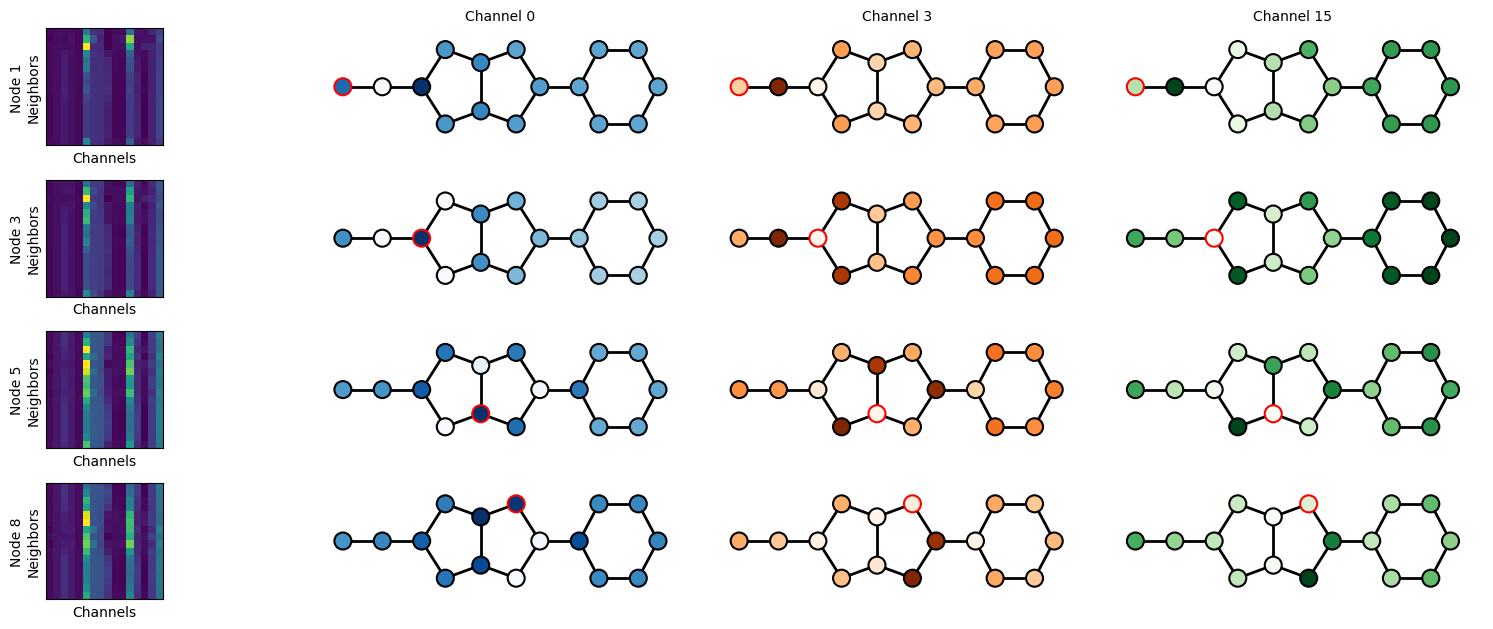 Channel 0
Channel 3
Channel 15
Node 1
Neighbors
Channels
Node 3
Neighbors
Channels
Node 5
Neighbors
Channels
Node 8
Neighbors
Channels